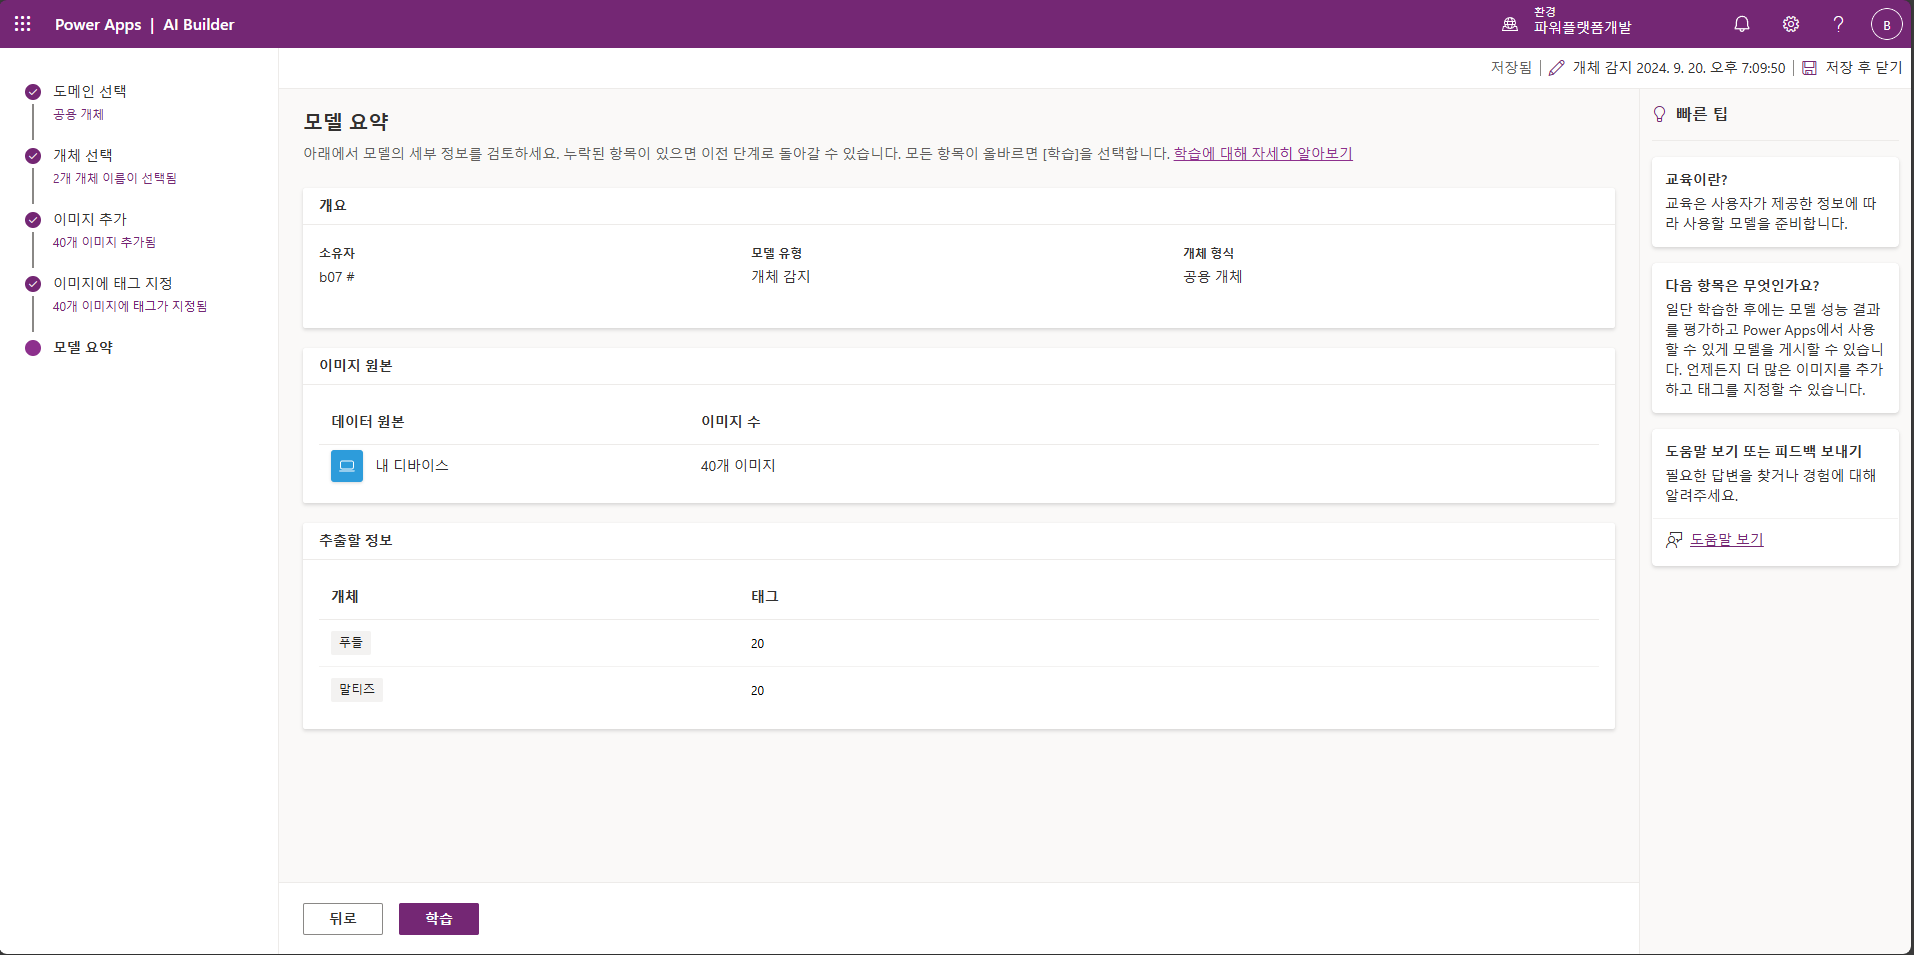 Power Apps | AI Builder
환경
파워플랫폼개발
B
저장됨 | 개체 감지 2024. 9. 20. 오후 7:09:50 | 저장 후 닫기
도메인 선택
공용 개체
개체 선택
2개 개체 이름이 선택됨
이미지 추가
40개 이미지 추가됨
이미지에 태그 지정
40개 이미지에 태그가 지정됨
모델 요약
모델 요약
아래에서 모델의 세부 정보를 검토하세요. 누락된 항목이 있으면 이전 단계로 돌아갈 수 있습니다. 모든 항목이 올바르면 [학습]을 선택합니다. 학습에 대해 자세히 알아보기
개요
소유자 모델 유형 개체 형식
b07 # 개체 감지 공용 개체
이미지 원본
데이터 원본 이미지 수
내 디바이스 40개 이미지
추출할 정보
개체 태그
푸들 20
말티즈 20
뒤로 학습
빠른 팁
교육이란?
교육은 사용자가 제공한 정보에 따
라 사용할 모델을 준비합니다.
다음 항목은 무엇인가요?
일단 학습한 후에는 모델 성능 결과
를 평가하고 Power Apps에서 사용
할 수 있게 모델을 게시할 수 있습니
다. 언제든지 더 많은 이미지를 추가
하고 태그를 지정할 수 있습니다.
도움말 보기 또는 피드백 보내기
필요한 답변을 찾거나 경험에 대해
알려주세요.
도움말 보기